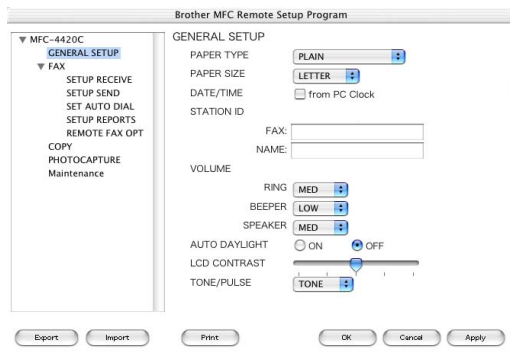 Brother MFC Remote Setup Program
MFC-4420C
GENERAL SETUP
FAX
SETUP RECEIVE
SETUP SEND
SET AUTO DIAL
SETUP REPORTS
REMOTE FAX OPT
COPY
PHOTOCAPTURE
Maintenance
GENERAL SETUP
PAPER TYPE PLAIN
PAPER SIZE LETTER
DATE/TIME from PC Clock
STATION ID
FAX:
NAME:
VOLUME
RING MED
BEEPER LOW
SPEAKER MED
AUTO DAYLIGHT ON OFF
LCD CONTRAST
TONE/PULSE TONE
Export Import Print OK Cancel Apply